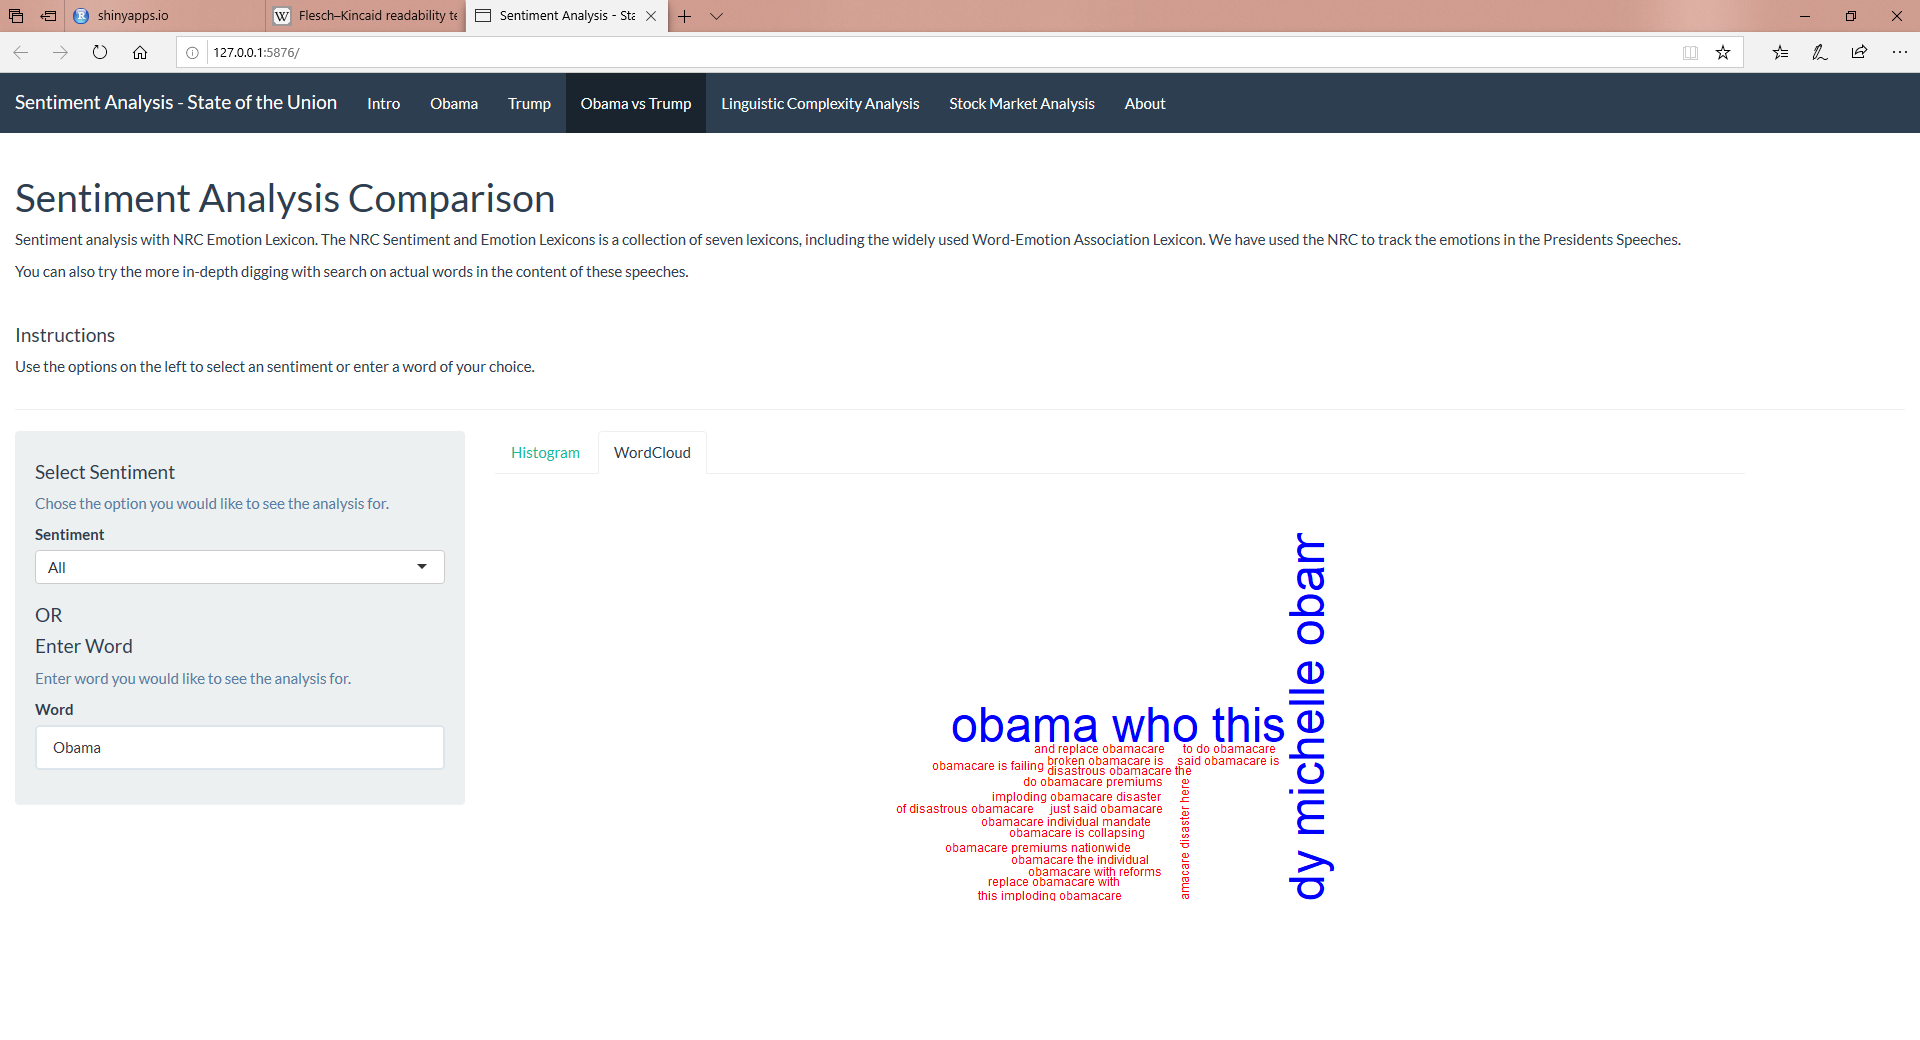 shinyapps.io
Flesch–Kincaid readability te
Sentiment Analysis - Sta
127.0.0.1:5876/
Sentiment Analysis - State of the Union Intro Obama Trump Obama vs Trump Linguistic Complexity Analysis Stock Market Analysis About
Sentiment Analysis Comparison
Sentiment analysis with NRC Emotion Lexicon. The NRC Sentiment and Emotion Lexicons is a collection of seven lexicons, including the widely used Word-Emotion Association Lexicon. We have used the NRC to track the emotions in the Presidents Speeches.
You can also try the more in-depth digging with search on actual words in the content of these speeches.
Instructions
Use the options on the left to select an sentiment or enter a word of your choice.
Select Sentiment
Chose the option you would like to see the analysis for.
Sentiment
All
OR
Enter Word
Enter word you would like to see the analysis for.
Word
Obama
Histogram WordCloud
dy michelle obam
obama who this
and replace obamacare
to do obamacare
broken obamacare is
said obamacare is
obamacare is failing
disastrous obamacare the
do obamacare premiums
imploding obamacare disaster
of disastrous obamacare
just said obamacare
obamacare individual mandate
obamacare is collapsing
obamacare premiums nationwide
obamacare the individual
obamacare with reforms
replace obamacare with
this imploding obamacare
amacare disaster here